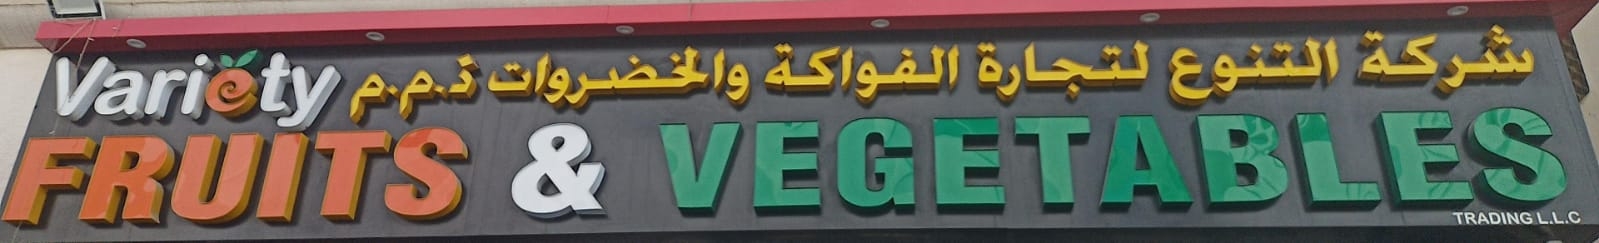 شركة التنوع لتجارة الفواكة والخضروات ذ.م.م
Variety
FRUITS & VEGETABLES
TRADING L.L.C